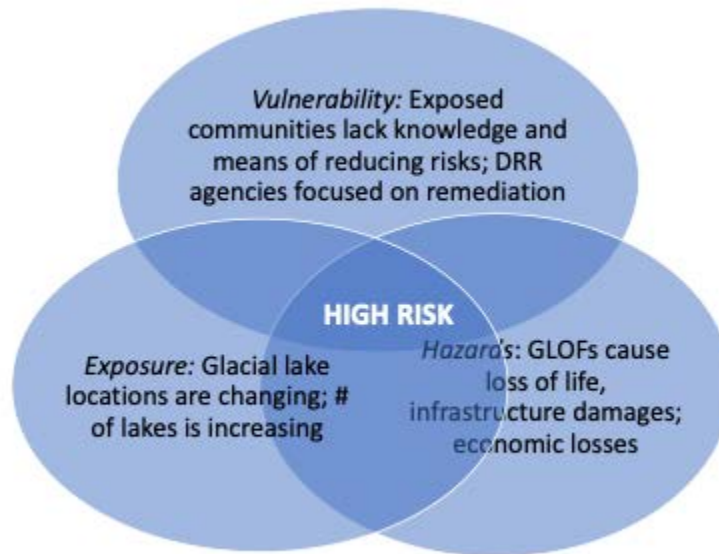 Vulnerability: Exposed
communities lack knowledge and
means of reducing risks; DRR
agencies focused on remediation
HIGH RISK
Exposure: Glacial lake
locations are changing; #
of lakes is increasing
Hazards: GLOFs cause
loss of life,
infrastructure damages;
economic losses